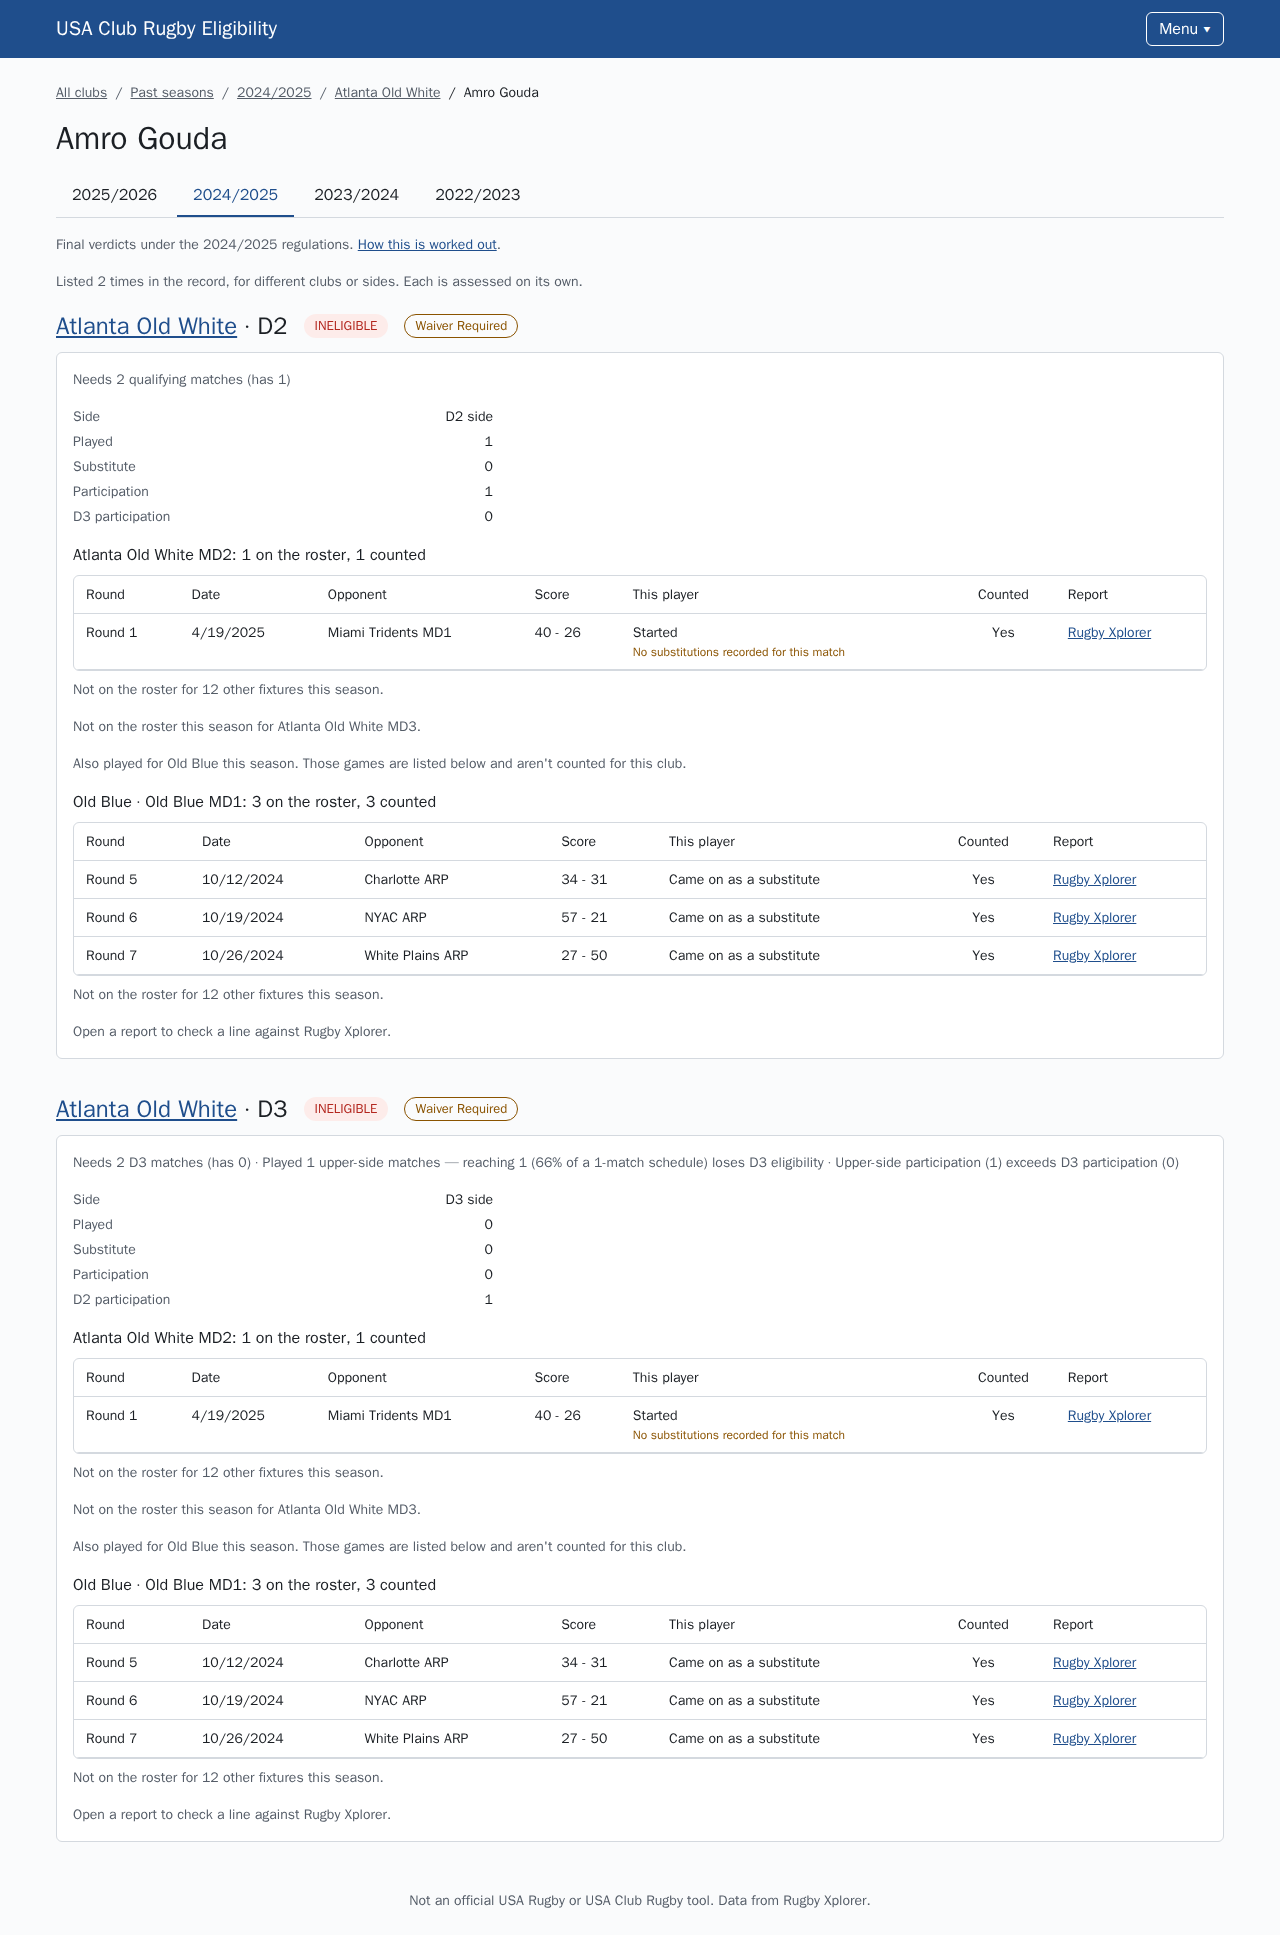 USA Club Rugby Eligibility
Menu ▾
All clubs / Past seasons / 2024/2025 / Atlanta Old White / Amro Gouda
Amro Gouda
2025/2026 2024/2025 2023/2024 2022/2023
Final verdicts under the 2024/2025 regulations. How this is worked out.
Listed 2 times in the record, for different clubs or sides. Each is assessed on its own.
Atlanta Old White · D2 INELIGIBLE Waiver Required
Needs 2 qualifying matches (has 1)
Side D2 side
Played 1
Substitute 0
Participation 1
D3 participation 0
Atlanta Old White MD2: 1 on the roster, 1 counted
Round Date Opponent Score This player Counted Report
Round 1 4/19/2025 Miami Tridents MD1 40 - 26 Started Yes Rugby Xplorer
No substitutions recorded for this match
Not on the roster for 12 other fixtures this season.
Not on the roster this season for Atlanta Old White MD3.
Also played for Old Blue this season. Those games are listed below and aren't counted for this club.
Old Blue · Old Blue MD1: 3 on the roster, 3 counted
Round Date Opponent Score This player Counted Report
Round 5 10/12/2024 Charlotte ARP 34 - 31 Came on as a substitute Yes Rugby Xplorer
Round 6 10/19/2024 NYAC ARP 57 - 21 Came on as a substitute Yes Rugby Xplorer
Round 7 10/26/2024 White Plains ARP 27 - 50 Came on as a substitute Yes Rugby Xplorer
Not on the roster for 12 other fixtures this season.
Open a report to check a line against Rugby Xplorer.
Atlanta Old White · D3 INELIGIBLE Waiver Required
Needs 2 D3 matches (has 0) · Played 1 upper-side matches — reaching 1 (66% of a 1-match schedule) loses D3 eligibility · Upper-side participation (1) exceeds D3 participation (0)
Side D3 side
Played 0
Substitute 0
Participation 0
D2 participation 1
Atlanta Old White MD2: 1 on the roster, 1 counted
Round Date Opponent Score This player Counted Report
Round 1 4/19/2025 Miami Tridents MD1 40 - 26 Started Yes Rugby Xplorer
No substitutions recorded for this match
Not on the roster for 12 other fixtures this season.
Not on the roster this season for Atlanta Old White MD3.
Also played for Old Blue this season. Those games are listed below and aren't counted for this club.
Old Blue · Old Blue MD1: 3 on the roster, 3 counted
Round Date Opponent Score This player Counted Report
Round 5 10/12/2024 Charlotte ARP 34 - 31 Came on as a substitute Yes Rugby Xplorer
Round 6 10/19/2024 NYAC ARP 57 - 21 Came on as a substitute Yes Rugby Xplorer
Round 7 10/26/2024 White Plains ARP 27 - 50 Came on as a substitute Yes Rugby Xplorer
Not on the roster for 12 other fixtures this season.
Open a report to check a line against Rugby Xplorer.
Not an official USA Rugby or USA Club Rugby tool. Data from Rugby Xplorer.